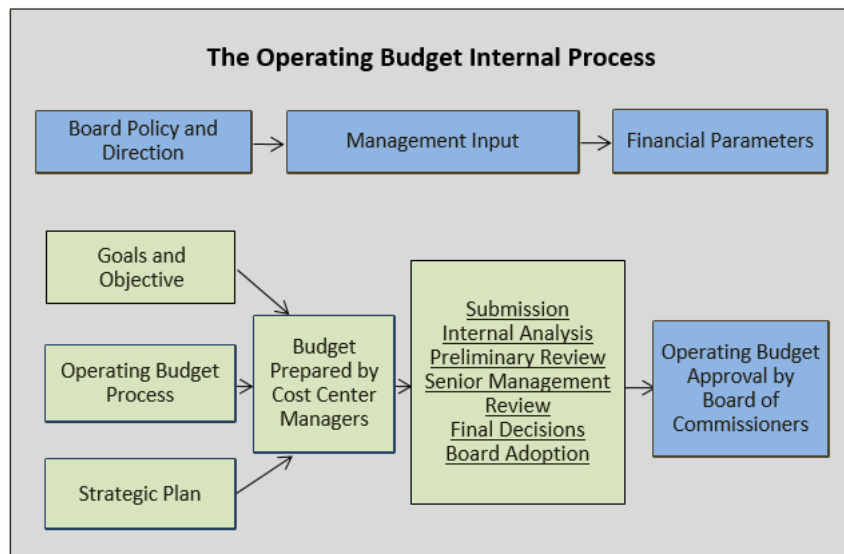 The Operating Budget Internal Process
Board Policy and
Direction
Management Input
Financial Parameters
Goals and
Objective
Operating Budget
Process
Strategic Plan
Budget
Prepared by
Cost Center
Managers
Submission
Internal Analysis
Preliminary Review
Senior Management
Review
Final Decisions
Board Adoption
Operating Budget
Approval by
Board of
Commissioners